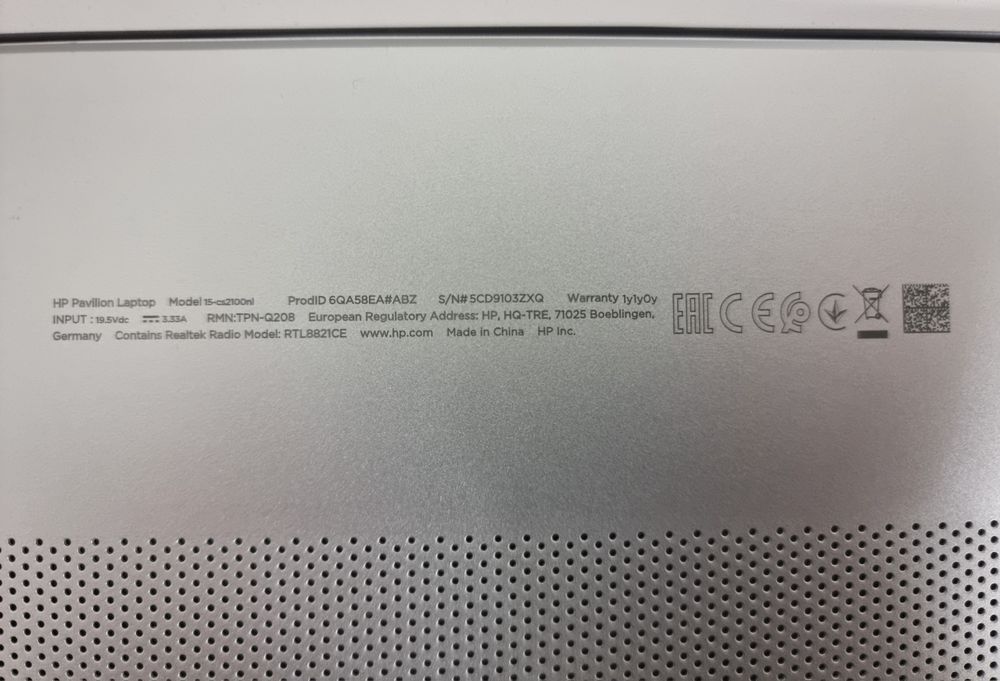 HP Pavilion Laptop Model 15-cs2100nl ProdID 6QA58EA#ABZ S/N# 5CD9103ZXQ Warranty 1y1y0y
INPUT : 19.5Vdc ⎓ 3.33A RMN:TPN-Q208 European Regulatory Address: HP, HQ-TRE, 71025 Boeblingen,
Germany Contains Realtek Radio Model: RTL8821CE www.hp.com Made in China HP Inc.
EAC CE